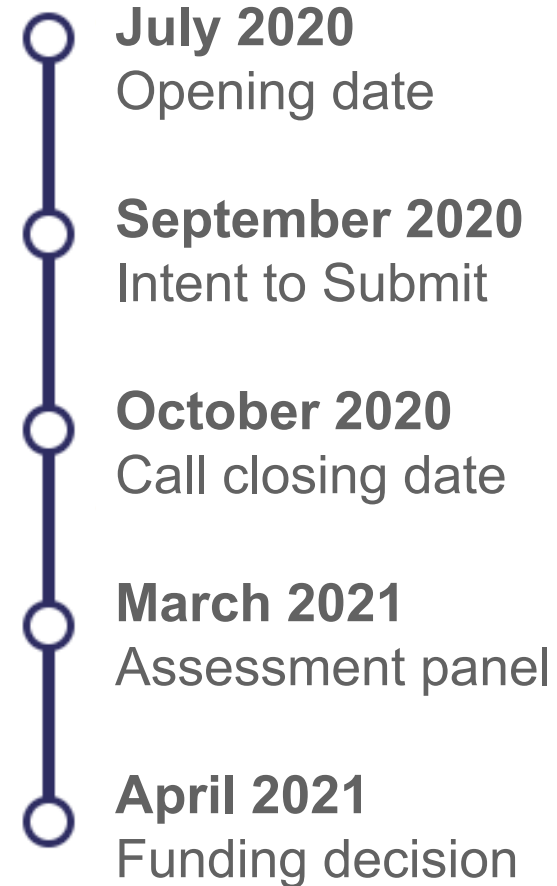 July 2020
Opening date
September 2020
Intent to Submit
October 2020
Call closing date
March 2021
Assessment panel
April 2021
Funding decision